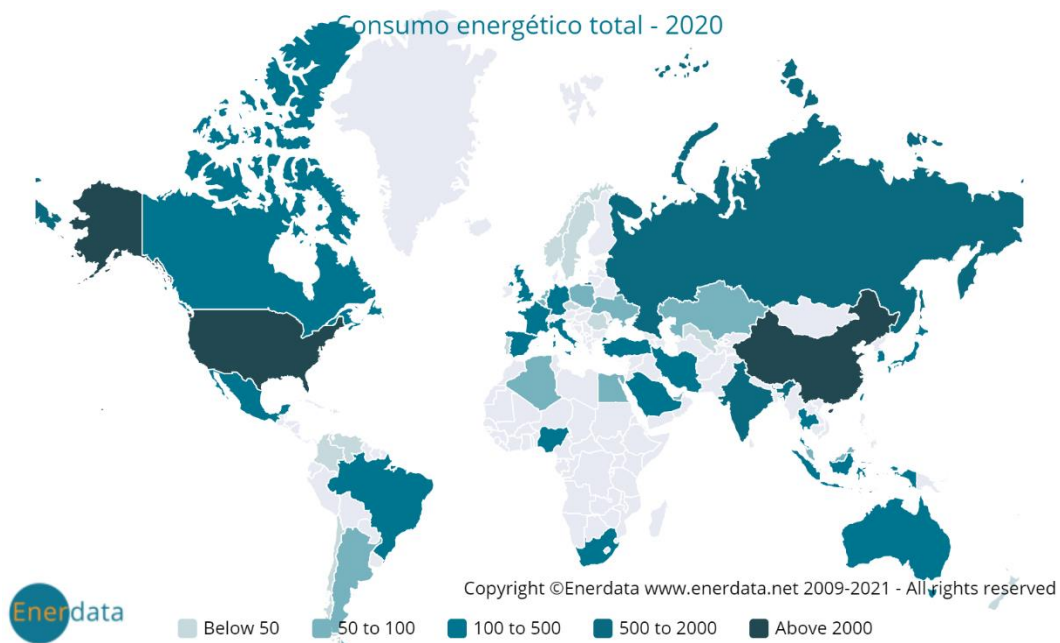 Consumo energético total - 2020
Copyright ©Enerdata www.enerdata.net 2009-2021 - All rights reserved
Enerdata
Below 50
50 to 100
100 to 500
500 to 2000
Above 2000